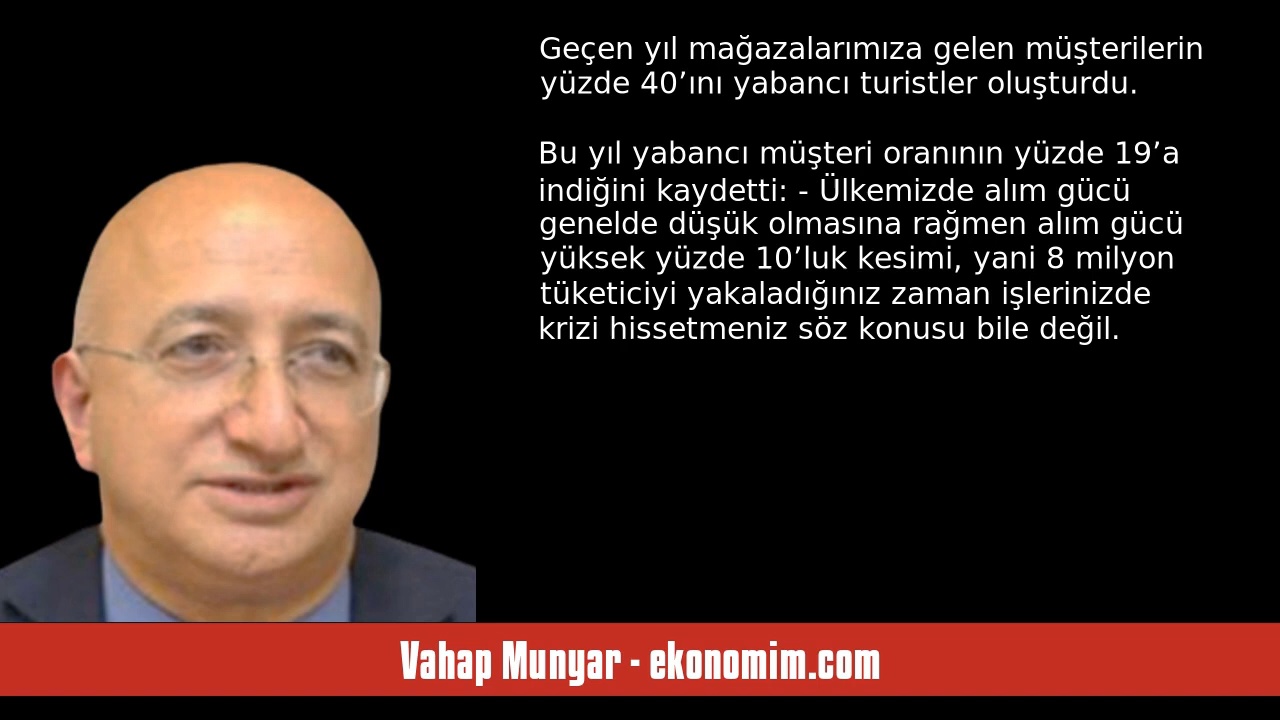 Geçen yıl mağazalarımıza gelen müşterilerin
yüzde 40’ını yabancı turistler oluşturdu.
Bu yıl yabancı müşteri oranının yüzde 19’a
indiğini kaydetti: - Ülkemizde alım gücü
genelde düşük olmasına rağmen alım gücü
yüksek yüzde 10’luk kesimi, yani 8 milyon
tüketiciyi yakaladığınız zaman işlerinizde
krizi hissetmeniz söz konusu bile değil.
Vahap Munyar - ekonomim.com